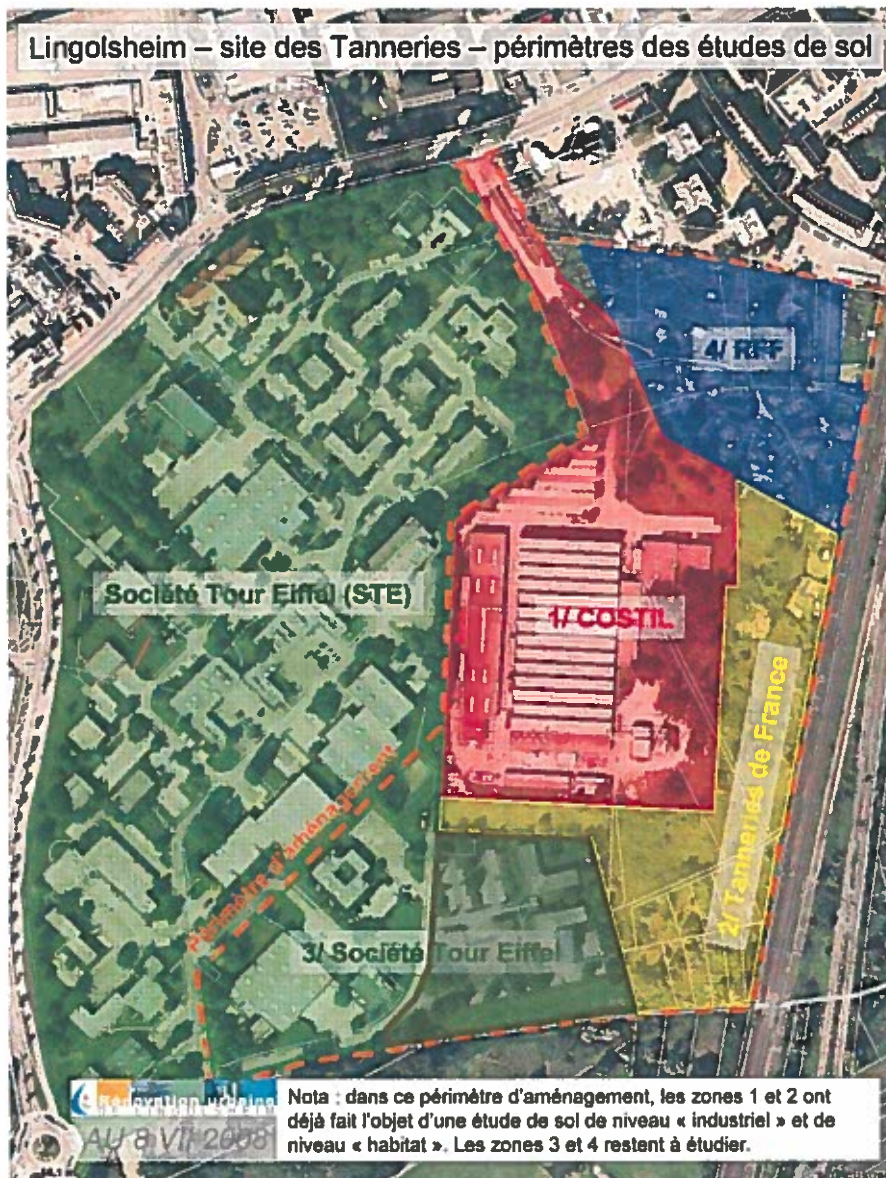 Lingolsheim – site des Tanneries – périmètres des études de sol
4/ RFF
Société Tour Eiffel (STE)
1/ COSTIL
2/ Tanneries de France
Périmètre d'aménagement
3/ Société Tour Eiffel
Rénovation urbaine
AU 8 VII 2008
Nota : dans ce périmètre d'aménagement, les zones 1 et 2 ont
déjà fait l'objet d'une étude de sol de niveau « industriel » et de
niveau « habitat ». Les zones 3 et 4 restent à étudier.